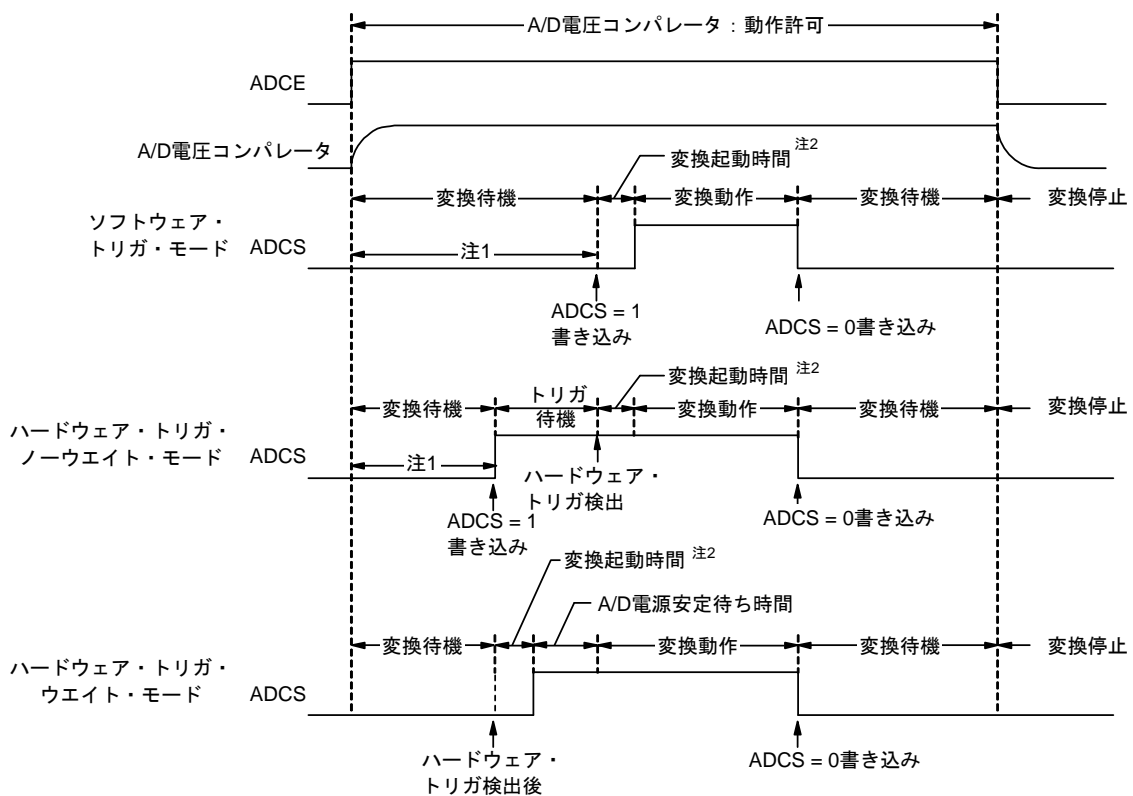 A/D電圧コンパレータ：動作許可
ADCE
A/D電圧コンパレータ
変換起動時間 注2
変換待機
変換動作
変換待機
変換停止
ソフトウェア・
トリガ・モード
ADCS
注1
ADCS = 1
書き込み
ADCS = 0書き込み
変換起動時間 注2
変換待機
トリガ
待機
変換動作
変換待機
変換停止
ハードウェア・トリガ・
ノーウエイト・モード
ADCS
注1
ハードウェア・
トリガ検出
ADCS = 1
書き込み
ADCS = 0書き込み
変換起動時間 注2
A/D電源安定待ち時間
変換待機
変換動作
変換待機
変換停止
ハードウェア・トリガ・
ウエイト・モード
ADCS
ハードウェア・
トリガ検出後
ADCS = 0書き込み